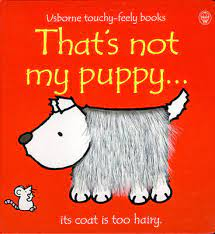 Usborne touchy-feely books
That's not
my puppy...
its coat is too hairy.